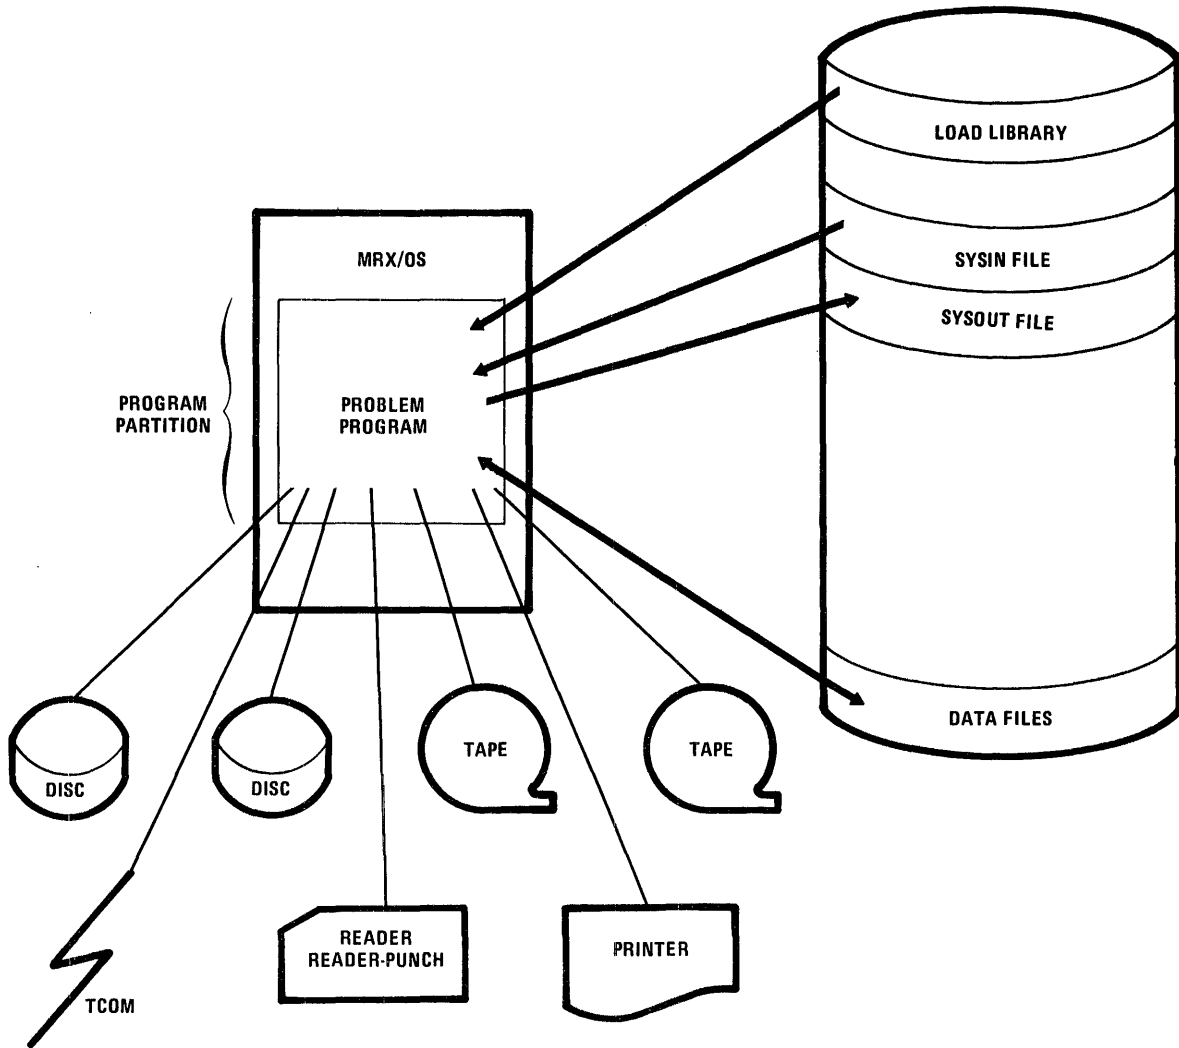 LOAD LIBRARY
MRX/OS
SYSIN FILE
SYSOUT FILE
PROGRAM
PARTITION
PROBLEM
PROGRAM
DATA FILES
DISC
DISC
TAPE
TAPE
READER
READER-PUNCH
PRINTER
TCOM